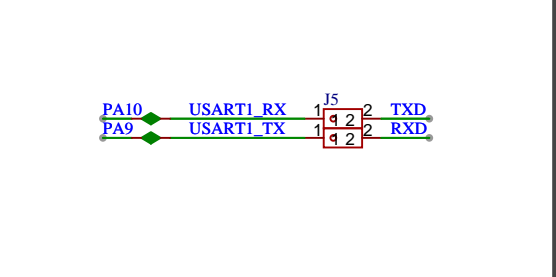 J5
PA10 USART1_RX 1 1 2 2 TXD
PA9 USART1_TX 1 1 2 2 RXD